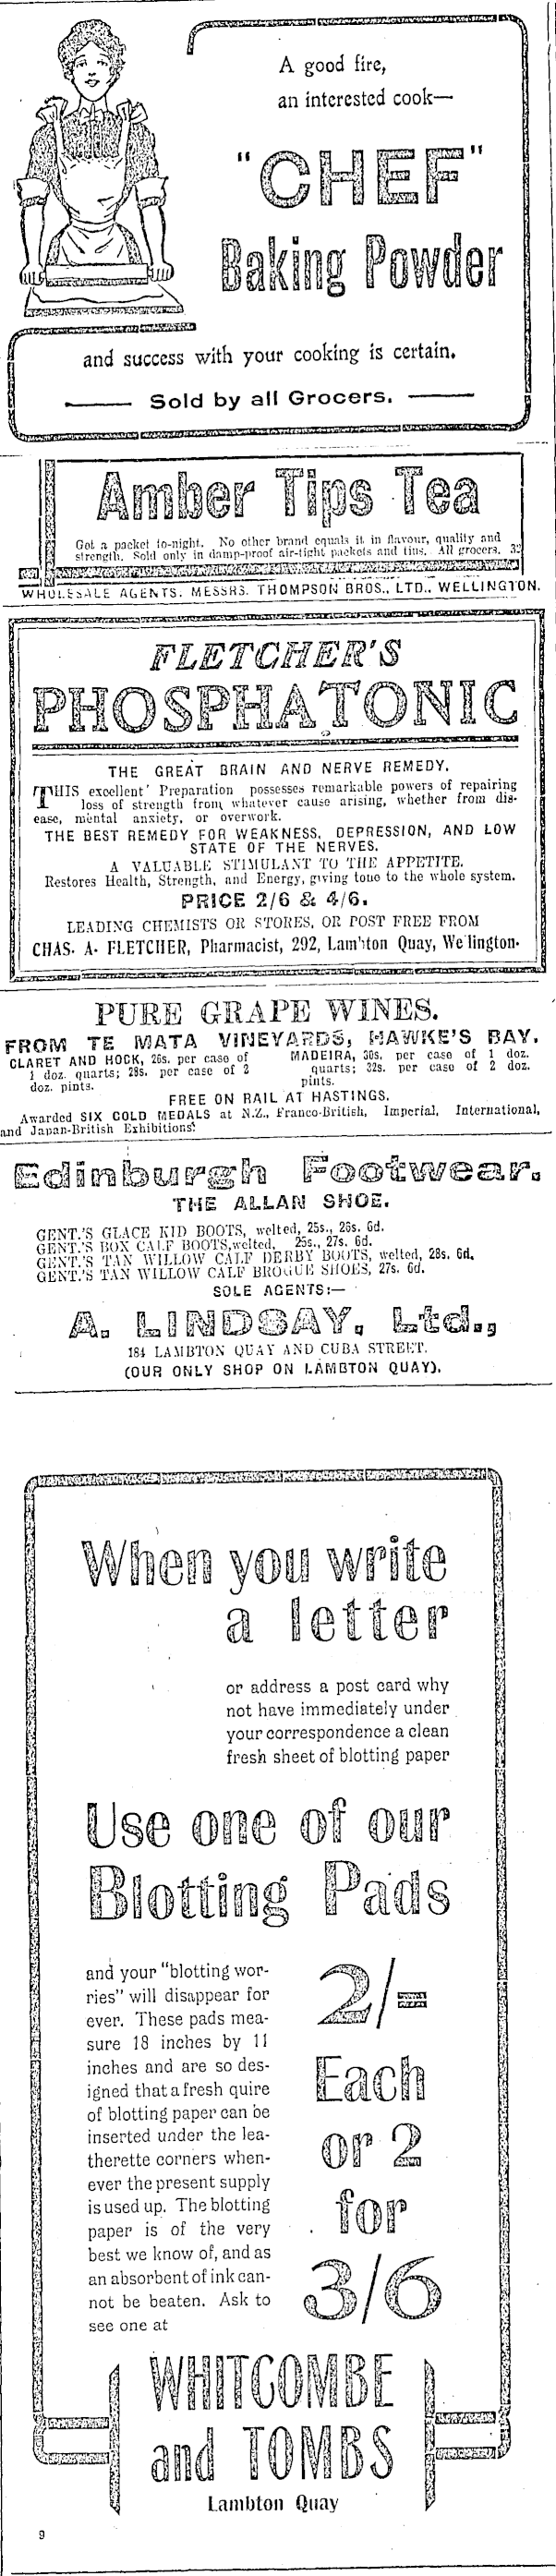 A good fire,
an interested cook—
"CHEF"
Baking Powder
and success with your cooking is certain.
Sold by all Grocers.
Amber Tips Tea
Get a packet to-night. No other brand equals it in flavour, quality and
strength. Sold only in damp-proof air-tight packets and tins. All grocers. 32
WHOLESALE AGENTS. MESSRS. THOMPSON BROS., LTD., WELLINGTON.
FLETCHER'S
PHOSPHATONIC
THE GREAT BRAIN AND NERVE REMEDY.
THIS excellent Preparation possesses remarkable powers of repairing
loss of strength from whatever cause arising, whether from dis-
ease, mental anxiety, or overwork.
THE BEST REMEDY FOR WEAKNESS, DEPRESSION, AND LOW
STATE OF THE NERVES.
A VALUABLE STIMULANT TO THE APPETITE.
Restores Health, Strength, and Energy, giving tone to the whole system.
PRICE 2/6 & 4/6.
LEADING CHEMISTS OR STORES, OR POST FREE FROM
CHAS. A. FLETCHER, Pharmacist, 292, Lambton Quay, Wellington.
PURE GRAPE WINES.
FROM TE MATA VINEYARDS, HAWKE'S BAY.
CLARET AND HOCK, 26s. per case of
1 doz. quarts; 28s. per case of 2
doz. pints.
MADEIRA, 30s. per case of 1 doz.
quarts; 32s. per case of 2 doz.
pints.
FREE ON RAIL AT HASTINGS.
Awarded SIX GOLD MEDALS at N.Z., Franco-British, Imperial, International,
and Japan-British Exhibitions.
Edinburgh Footwear.
THE ALLAN SHOE.
GENT.'S GLACE KID BOOTS, welted, 25s., 26s. 6d.
GENT.'S BOX CALF BOOTS, welted, 25s., 27s. 6d.
GENT.'S TAN WILLOW CALF DERBY BOOTS, welted, 28s. 6d.
GENT.'S TAN WILLOW CALF BROGUE SHOES, 27s. 6d.
SOLE AGENTS:—
A. LINDSAY, Ltd.,
184 LAMBTON QUAY AND CUBA STREET.
(OUR ONLY SHOP ON LAMBTON QUAY).
When you write
a letter
or address a post card why
not have immediately under
your correspondence a clean
fresh sheet of blotting paper
Use one of our
Blotting Pads
and your "blotting wor-
ries" will disappear for
ever. These pads mea-
sure 18 inches by 11
inches and are so des-
igned that a fresh quire
of blotting paper can be
inserted under the lea-
therette corners when-
ever the present supply
is used up. The blotting
paper is of the very
best we know of, and as
an absorbent of ink can-
not be beaten. Ask to
see one at
2/=
Each
or 2
for
3/6
WHITCOMBE
and TOMBS
Lambton Quay
9